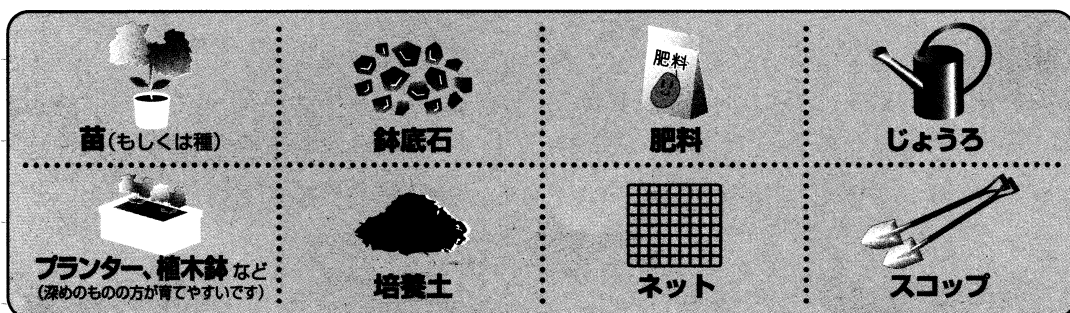 肥料
苗(もしくは種)
鉢底石
肥料
じょうろ
プランター、植木鉢など
(深めのものの方が育てやすいです)
培養土
ネット
スコップ